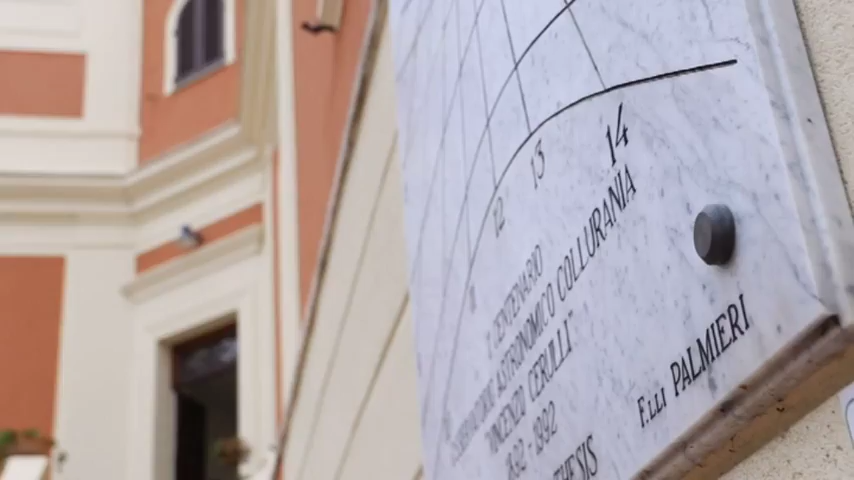 12 13 14
I CENTENARIO
OSSERVATORIO ASTRONOMICO COLLURANIA
"VINCENZO CERULLI"
1892 - 1992
THESIS
F.LLI PALMIERI